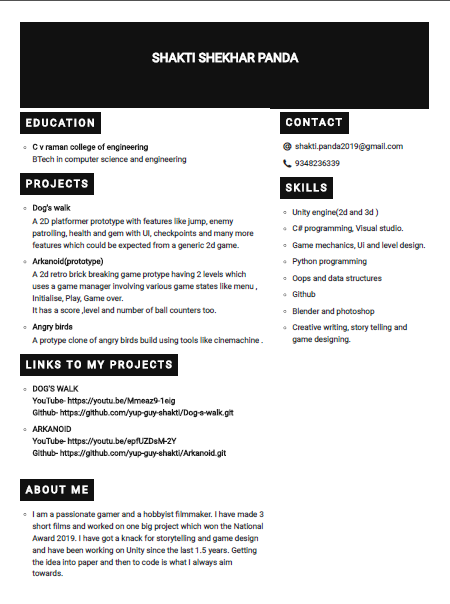 SHAKTI SHEKHAR PANDA
EDUCATION
C v raman college of engineering
BTech in computer science and engineering
PROJECTS
Dog's walk
A 2D platformer prototype with features like jump, enemy
patrolling, health and gem with UI, checkpoints and many more
features which could be expected from a generic 2d game.
Arkanoid(prototype)
A 2d retro brick breaking game protype having 2 levels which
uses a game manager involving various game states like menu ,
Initialise, Play, Game over.
It has a score ,level and number of ball counters too.
Angry birds
A protype clone of angry birds build using tools like cinemachine .
LINKS TO MY PROJECTS
DOG'S WALK
YouTube- https://youtu.be/Mmeaz9-1eig
Github- https://github.com/yup-guy-shakti/Dog-s-walk.git
ARKANOID
YouTube- https://youtu.be/epfUZDsM-2Y
Github- https://github.com/yup-guy-shakti/Arkanoid.git
ABOUT ME
I am a passionate gamer and a hobbyist filmmaker. I have made 3
short films and worked on one big project which won the National
Award 2019. I have got a knack for storytelling and game design
and have been working on Unity since the last 1.5 years. Getting
the idea into paper and then to code is what I always aim
towards.
CONTACT
shakti.panda2019@gmail.com
9348236339
SKILLS
Unity engine(2d and 3d )
C# programming, Visual studio.
Game mechanics, Ui and level design.
Python programming
Oops and data structures
Github
Blender and photoshop
Creative writing, story telling and
game designing.